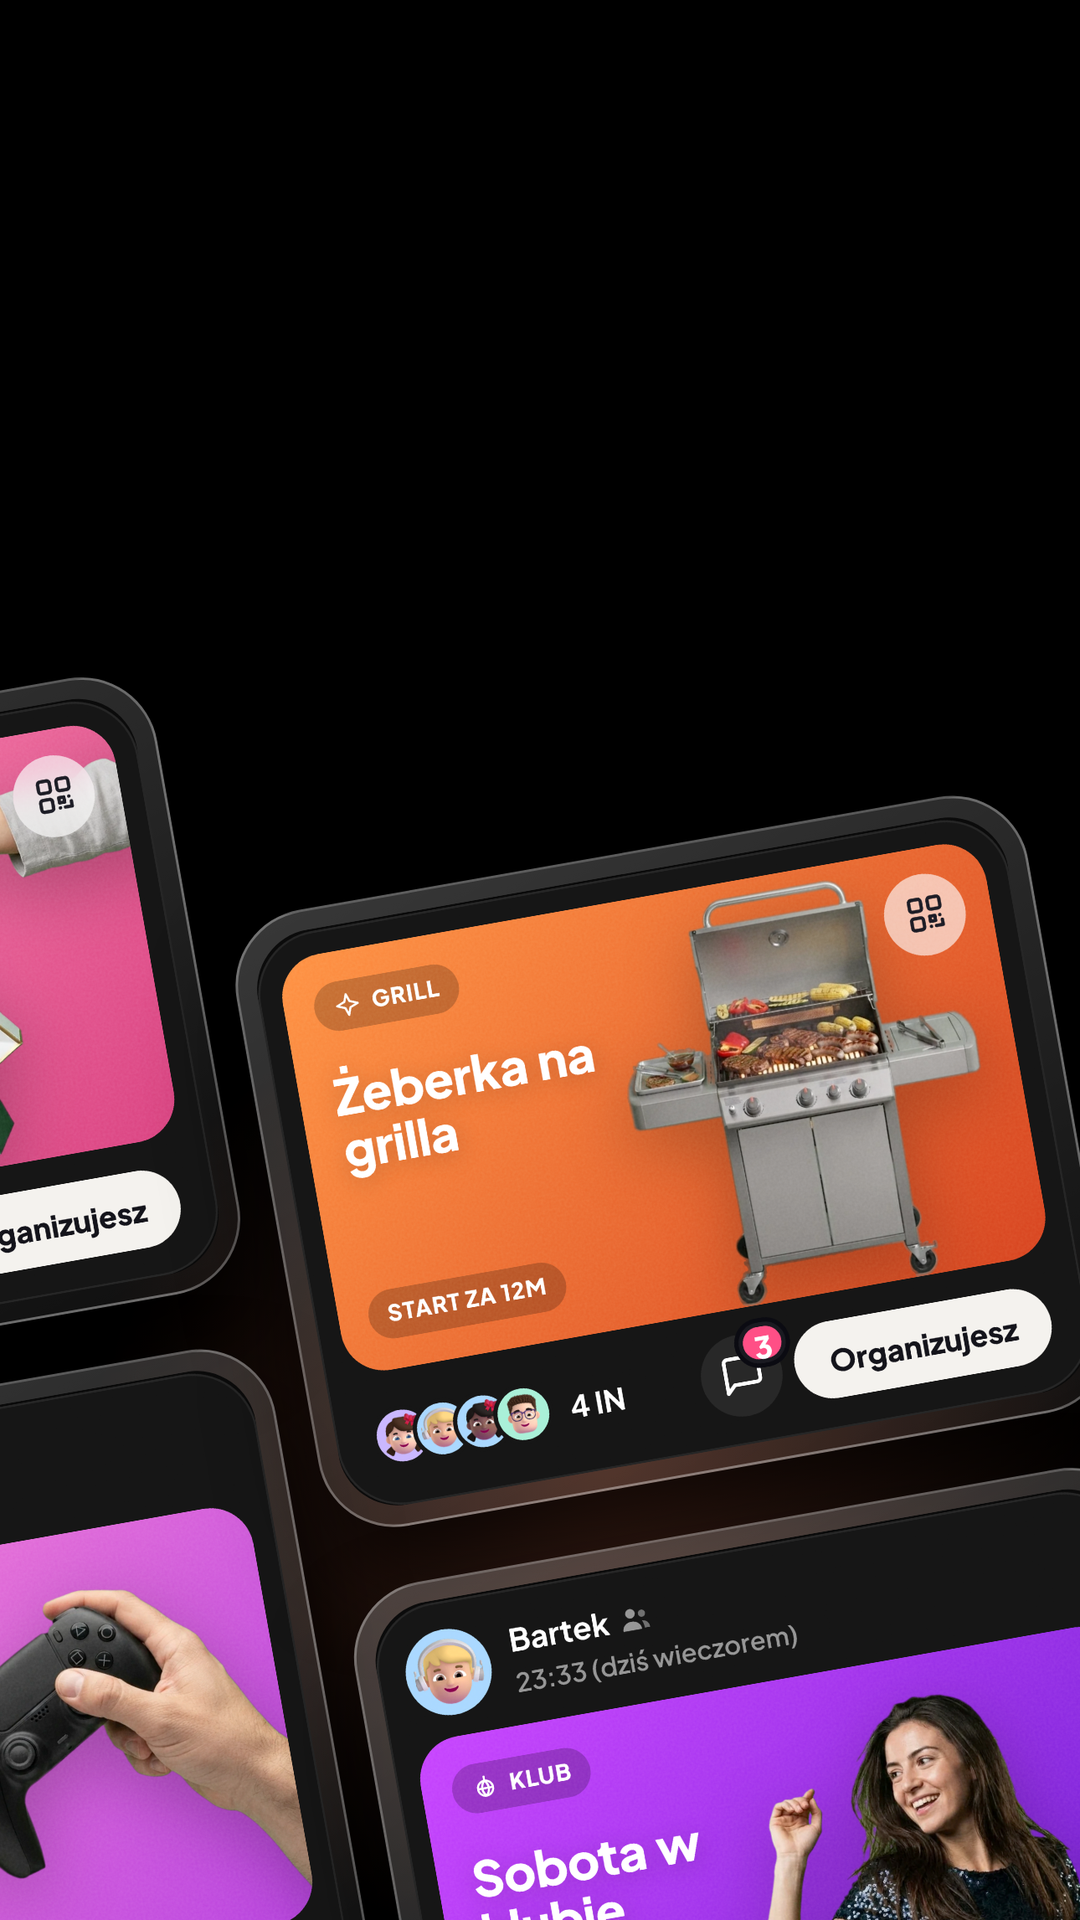 GRILL
Żeberka na
grilla
START ZA 12M
ganizujesz
4 IN
3
Organizujesz
Bartek
23:33 (dziś wieczorem)
KLUB
Sobota w
klubie